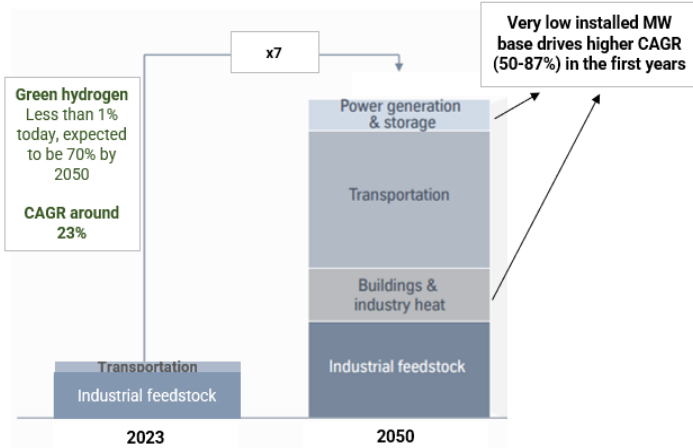 x7
Very low installed MW
base drives higher CAGR
(50-87%) in the first years
Green hydrogen
Less than 1%
today, expected
to be 70% by
2050
CAGR around
23%
Power generation
& storage
Transportation
Buildings &
industry heat
Industrial feedstock
Transportation
Industrial feedstock
2023
2050